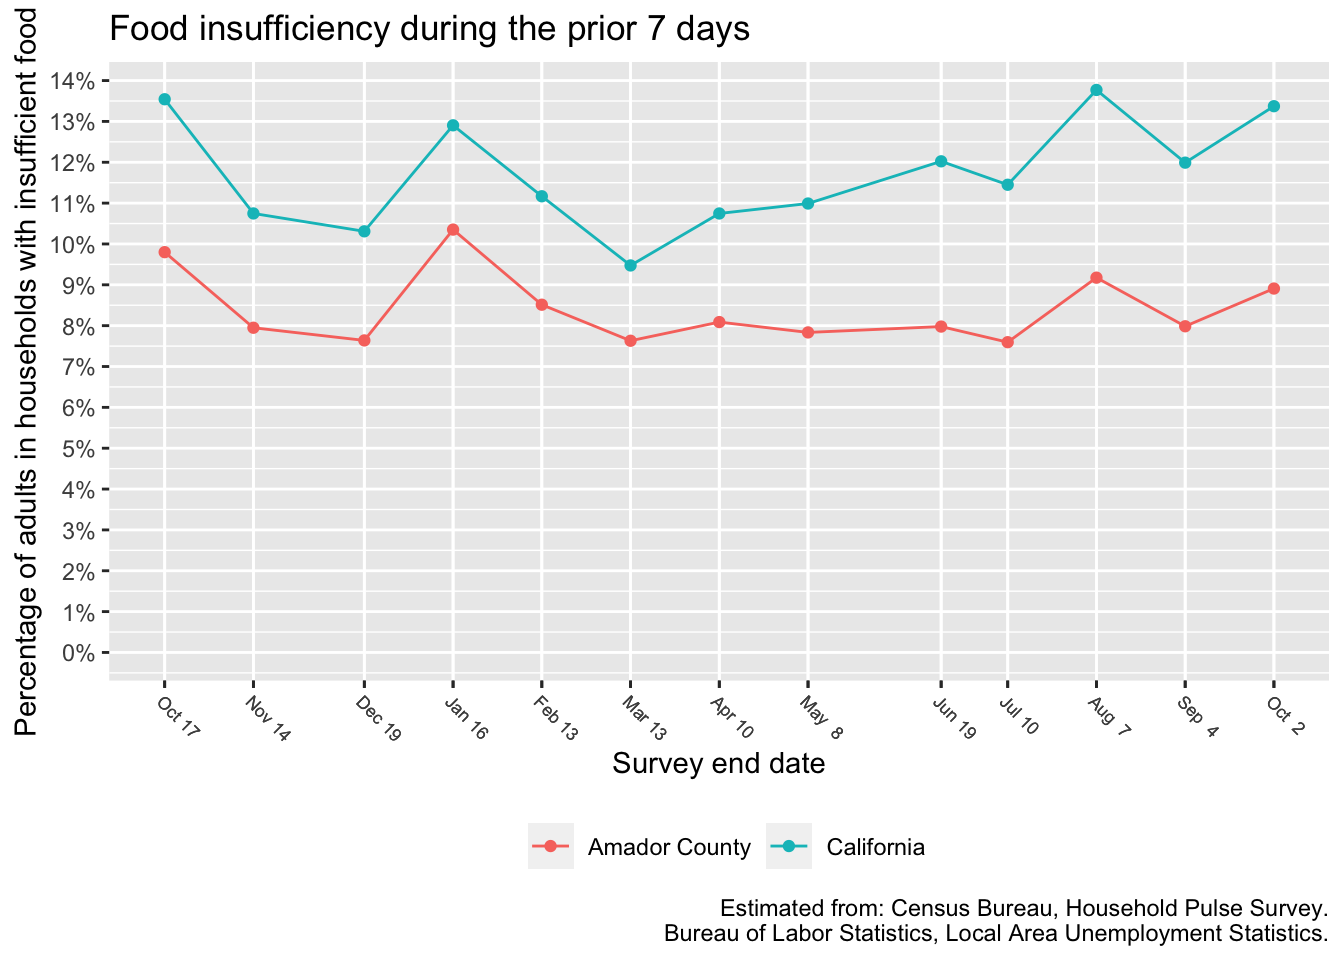 Food insufficiency during the prior 7 days
Percentage of adults in households with insufficient food
14%
13%
12%
11%
10%
9%
8%
7%
6%
5%
4%
3%
2%
1%
0%
Oct 17
Nov 14
Dec 19
Jan 16
Feb 13
Mar 13
Apr 10
May 8
Jun 19
Jul 10
Aug 7
Sep 4
Oct 2
Survey end date
Amador County
California
Estimated from: Census Bureau, Household Pulse Survey.
Bureau of Labor Statistics, Local Area Unemployment Statistics.